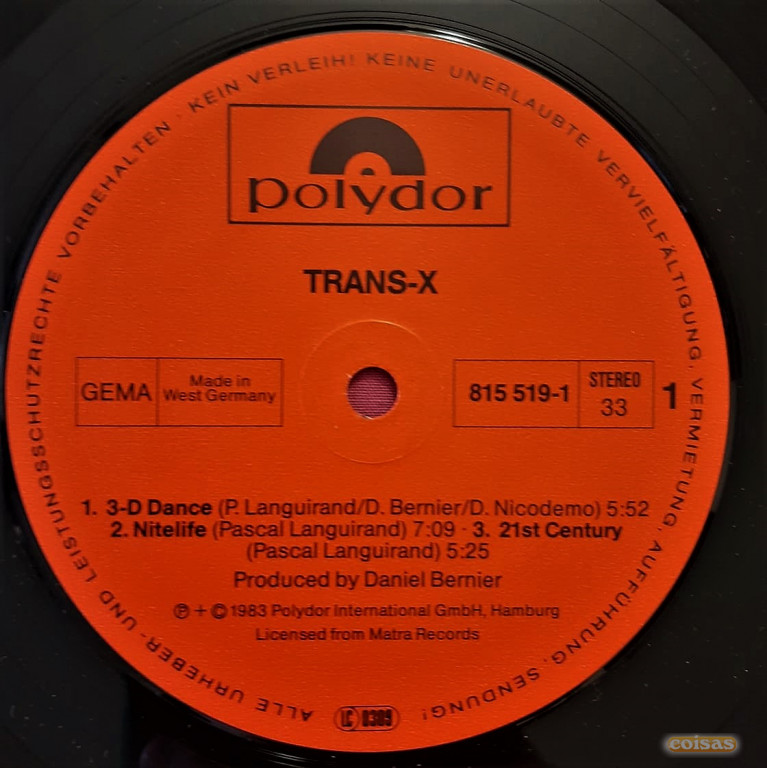 ALLE URHEBER- UND LEISTUNGSSCHUTZRECHTE VORBEHALTEN · KEIN VERLEIH! KEINE UNERLAUBTE VERVIELFÄLTIGUNG, VERMIETUNG, AUFFÜHRUNG, SENDUNG!
polydor
TRANS-X
GEMA
Made in
West Germany
815 519-1
STEREO
33
1
1. 3-D Dance (P. Languirand/D. Bernier/D. Nicodemo) 5:52
2. Nitelife (Pascal Languirand) 7:09 · 3. 21st Century
(Pascal Languirand) 5:25
Produced by Daniel Bernier
℗ + © 1983 Polydor International GmbH, Hamburg
Licensed from Matra Records
LC 0309
coisas